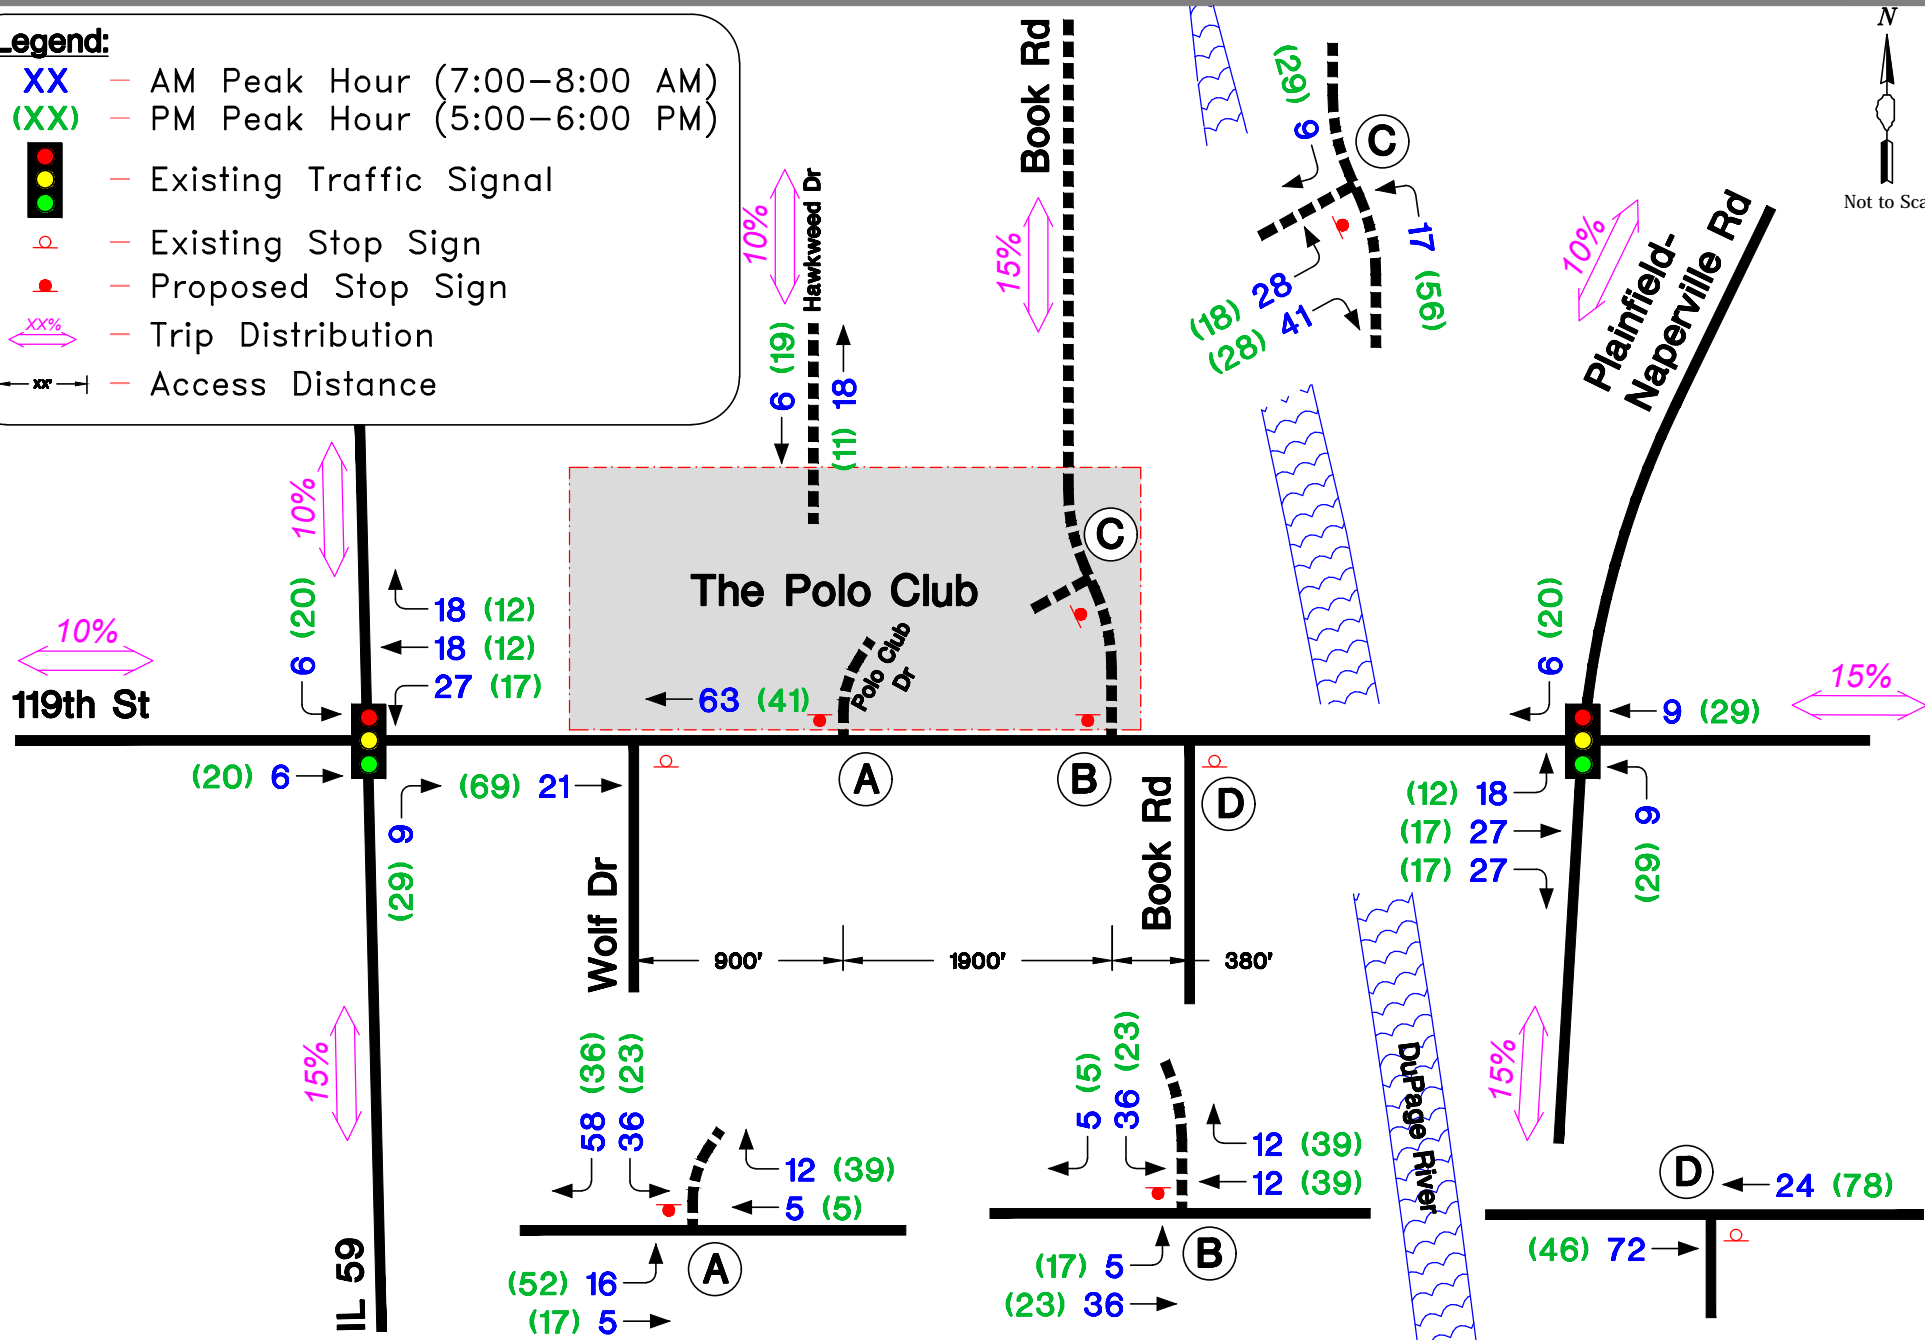 Legend:
XX — AM Peak Hour (7:00-8:00 AM)
(XX) — PM Peak Hour (5:00-6:00 PM)
— Existing Traffic Signal
— Existing Stop Sign
— Proposed Stop Sign
XX% — Trip Distribution
XX' — Access Distance
N
Not to Sca
Book Rd
15%
Hawkweed Dr
10%
6 (19)
(11) 18
(29) 9
C
17 (56)
(18) 28
(28) 41
10%
Plainfield-
Naperville Rd
10%
(20)
6
18 (12)
18 (12)
27 (17)
10%
119th St
(20) 6
(29) 9
(69) 21
The Polo Club
C
Polo Club
Dr
63 (41)
A
B
D
(20)
6
9 (29)
15%
(12) 18
(17) 27
(17) 27
(29) 9
Wolf Dr
Book Rd
900'
1900'
380'
15%
IL 59
15%
DuPage River
58 (36)
36 (23)
12 (39)
5 (5)
(52) 16
(17) 5
A
5 (5)
36 (23)
12 (39)
12 (39)
(17) 5
(23) 36
B
D
24 (78)
(46) 72